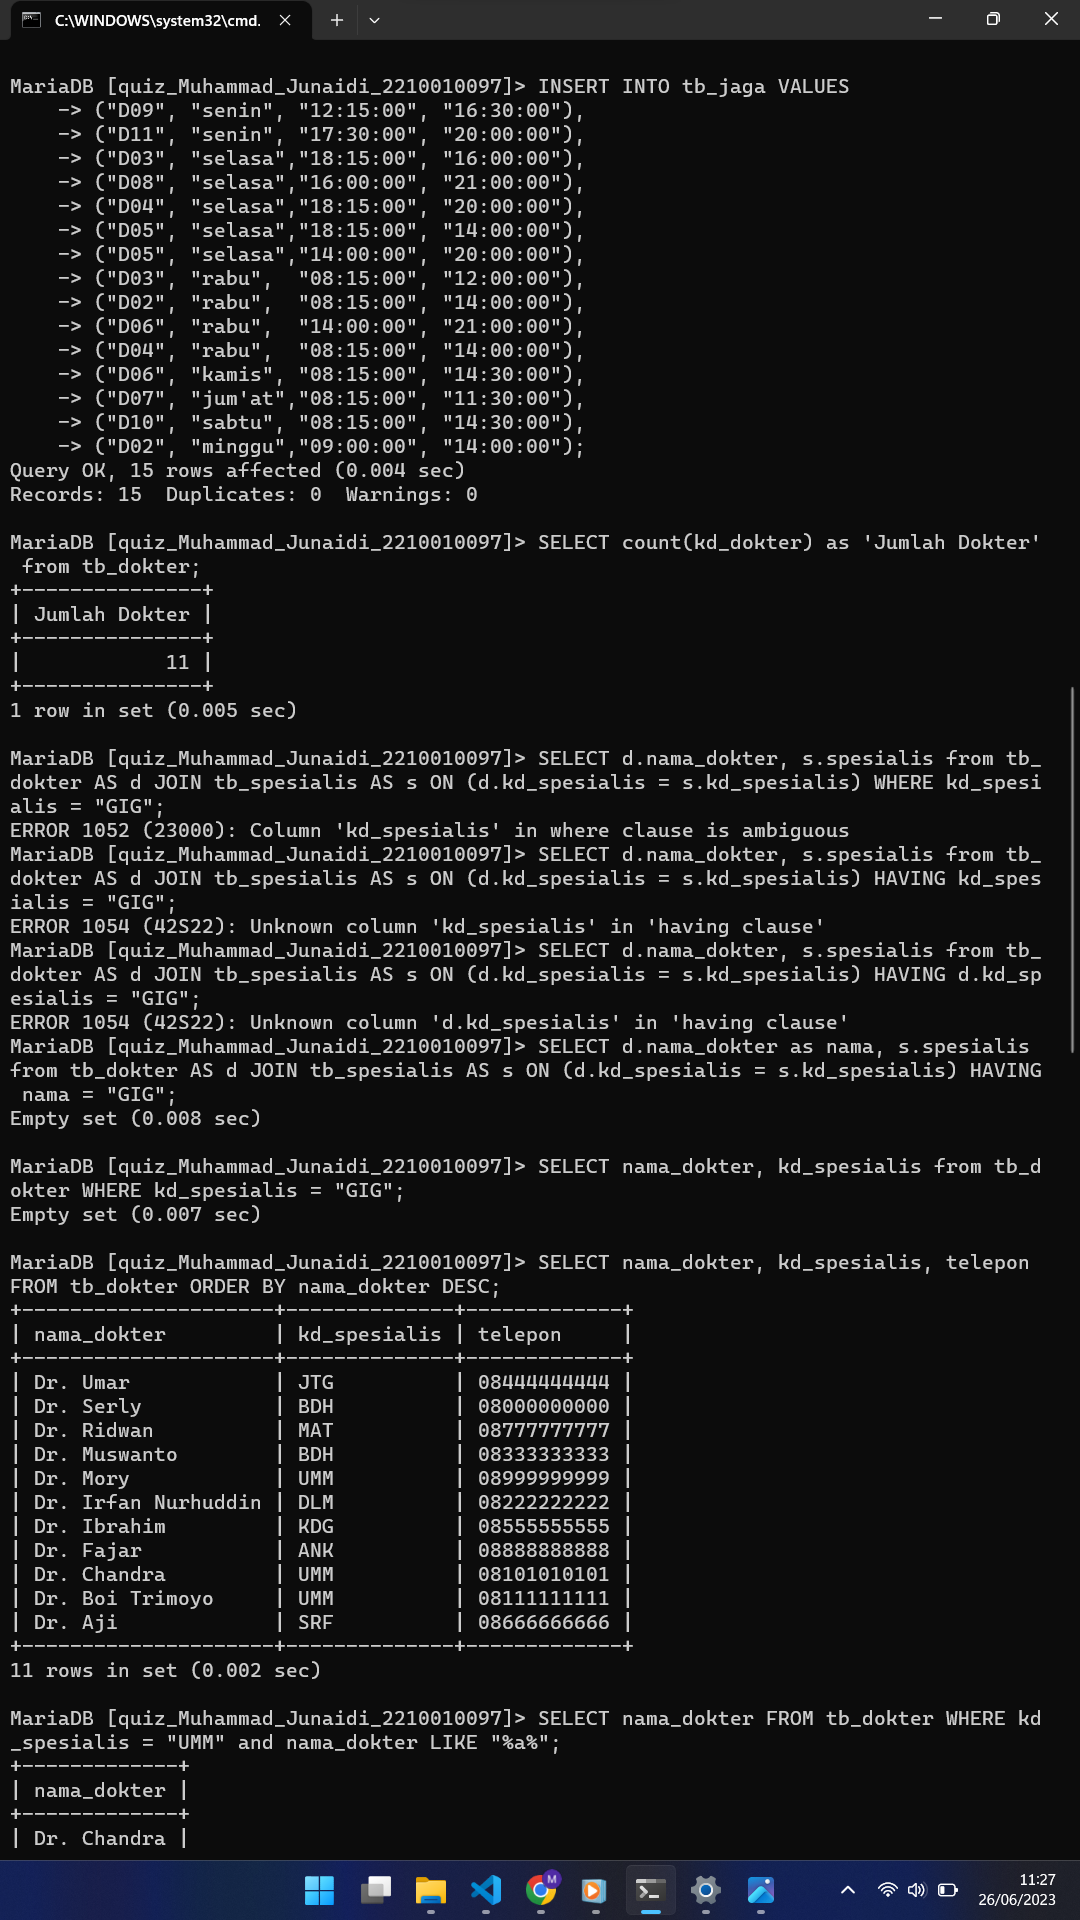 C:\WINDOWS\system32\cmd.
MariaDB [quiz_Muhammad_Junaidi_2210010097]> INSERT INTO tb_jaga VALUES
    -> ("D09", "senin", "12:15:00", "16:30:00"),
    -> ("D11", "senin", "17:30:00", "20:00:00"),
    -> ("D03", "selasa","18:15:00", "16:00:00"),
    -> ("D08", "selasa","16:00:00", "21:00:00"),
    -> ("D04", "selasa","18:15:00", "20:00:00"),
    -> ("D05", "selasa","18:15:00", "14:00:00"),
    -> ("D05", "selasa","14:00:00", "20:00:00"),
    -> ("D03", "rabu",  "08:15:00", "12:00:00"),
    -> ("D02", "rabu",  "08:15:00", "14:00:00"),
    -> ("D06", "rabu",  "14:00:00", "21:00:00"),
    -> ("D04", "rabu",  "08:15:00", "14:00:00"),
    -> ("D06", "kamis", "08:15:00", "14:30:00"),
    -> ("D07", "jum'at","08:15:00", "11:30:00"),
    -> ("D10", "sabtu", "08:15:00", "14:30:00"),
    -> ("D02", "minggu","09:00:00", "14:00:00");
Query OK, 15 rows affected (0.004 sec)
Records: 15  Duplicates: 0  Warnings: 0
MariaDB [quiz_Muhammad_Junaidi_2210010097]> SELECT count(kd_dokter) as 'Jumlah Dokter'
 from tb_dokter;
+---------------+
| Jumlah Dokter |
+---------------+
|            11 |
+---------------+
1 row in set (0.005 sec)
MariaDB [quiz_Muhammad_Junaidi_2210010097]> SELECT d.nama_dokter, s.spesialis from tb_
dokter AS d JOIN tb_spesialis AS s ON (d.kd_spesialis = s.kd_spesialis) WHERE kd_spesi
alis = "GIG";
ERROR 1052 (23000): Column 'kd_spesialis' in where clause is ambiguous
MariaDB [quiz_Muhammad_Junaidi_2210010097]> SELECT d.nama_dokter, s.spesialis from tb_
dokter AS d JOIN tb_spesialis AS s ON (d.kd_spesialis = s.kd_spesialis) HAVING kd_spes
ialis = "GIG";
ERROR 1054 (42S22): Unknown column 'kd_spesialis' in 'having clause'
MariaDB [quiz_Muhammad_Junaidi_2210010097]> SELECT d.nama_dokter, s.spesialis from tb_
dokter AS d JOIN tb_spesialis AS s ON (d.kd_spesialis = s.kd_spesialis) HAVING d.kd_sp
esialis = "GIG";
ERROR 1054 (42S22): Unknown column 'd.kd_spesialis' in 'having clause'
MariaDB [quiz_Muhammad_Junaidi_2210010097]> SELECT d.nama_dokter as nama, s.spesialis
from tb_dokter AS d JOIN tb_spesialis AS s ON (d.kd_spesialis = s.kd_spesialis) HAVING
 nama = "GIG";
Empty set (0.008 sec)
MariaDB [quiz_Muhammad_Junaidi_2210010097]> SELECT nama_dokter, kd_spesialis from tb_d
okter WHERE kd_spesialis = "GIG";
Empty set (0.007 sec)
MariaDB [quiz_Muhammad_Junaidi_2210010097]> SELECT nama_dokter, kd_spesialis, telepon
FROM tb_dokter ORDER BY nama_dokter DESC;
+---------------------+--------------+-------------+
| nama_dokter         | kd_spesialis | telepon     |
+---------------------+--------------+-------------+
| Dr. Umar            | JTG          | 08444444444 |
| Dr. Serly           | BDH          | 08000000000 |
| Dr. Ridwan          | MAT          | 08777777777 |
| Dr. Muswanto        | BDH          | 08333333333 |
| Dr. Mory            | UMM          | 08999999999 |
| Dr. Irfan Nurhuddin | DLM          | 08222222222 |
| Dr. Ibrahim         | KDG          | 08555555555 |
| Dr. Fajar           | ANK          | 08888888888 |
| Dr. Chandra         | UMM          | 08101010101 |
| Dr. Boi Trimoyo     | UMM          | 08111111111 |
| Dr. Aji             | SRF          | 08666666666 |
+---------------------+--------------+-------------+
11 rows in set (0.002 sec)
MariaDB [quiz_Muhammad_Junaidi_2210010097]> SELECT nama_dokter FROM tb_dokter WHERE kd
_spesialis = "UMM" and nama_dokter LIKE "%a%";
+-------------+
| nama_dokter |
+-------------+
| Dr. Chandra |
M
11:27
26/06/2023